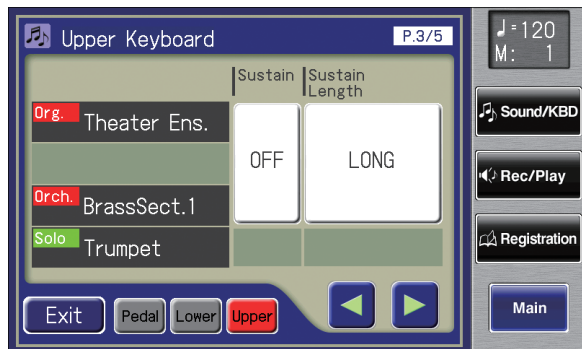 Upper Keyboard
P.3/5
Sustain
Sustain
Length
Org.
Theater Ens.
OFF
LONG
Orch.
BrassSect.1
Solo
Trumpet
Exit
Pedal
Lower
Upper
♩=120
M: 1
Sound/KBD
Rec/Play
Registration
Main